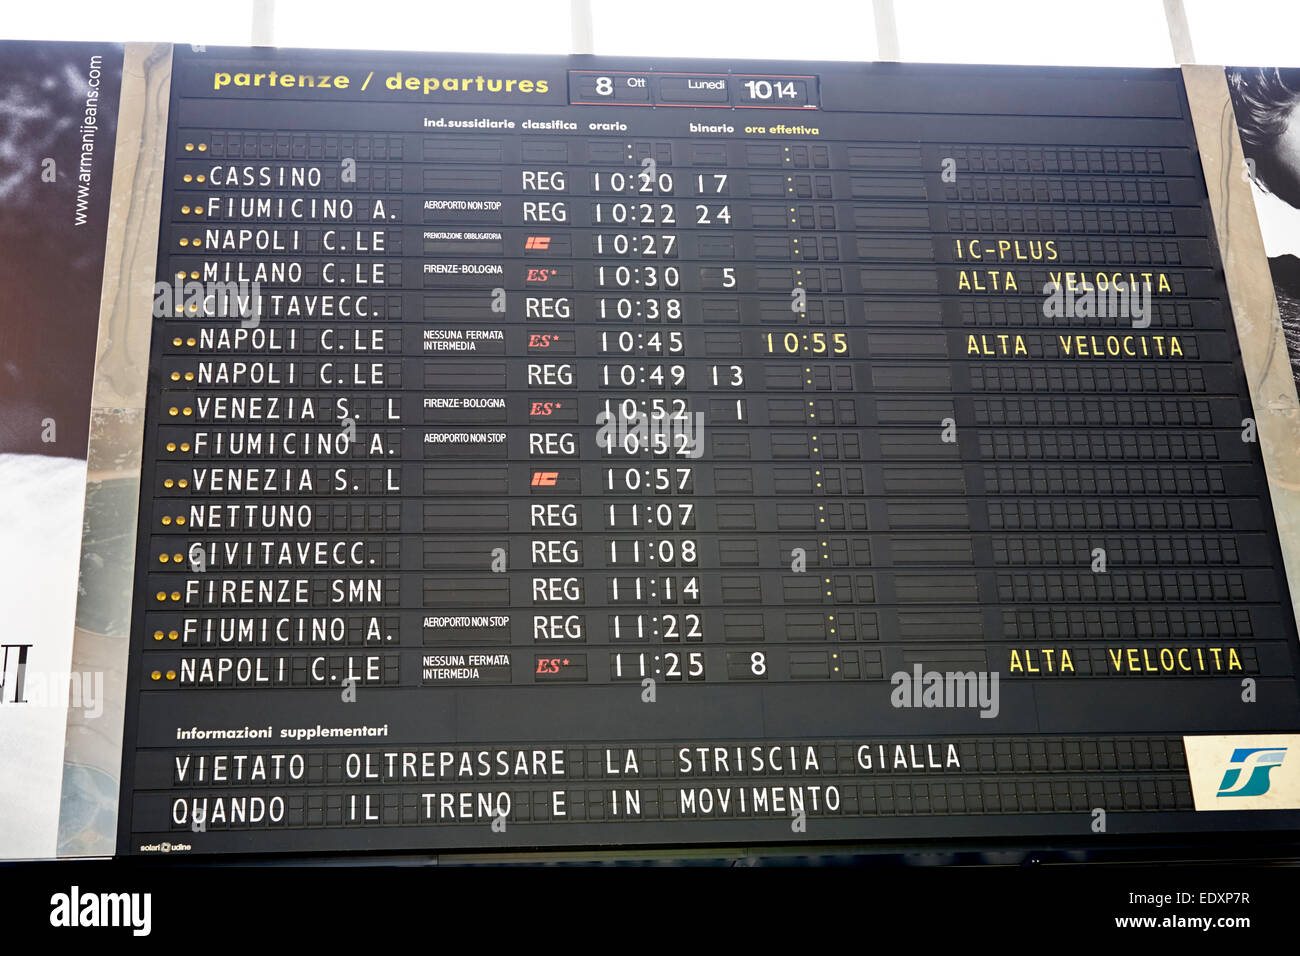 www.armanijeans.com
partenze / departures 8 Ott Lunedi 1014
ind.sussidiarie classifica orario binario ora effettiva
CASSINO REG 10:20 17
FIUMICINO A. AEROPORTO NON STOP REG 10:22 24
NAPOLI C.LE PRENOTAZIONE OBBLIGATORIA IC 10:27 IC-PLUS
MILANO C.LE FIRENZE-BOLOGNA ES* 10:30 5 ALTA VELOCITA
CIVITAVECC. REG 10:38
NAPOLI C.LE NESSUNA FERMATA INTERMEDIA ES* 10:45 10:55 ALTA VELOCITA
NAPOLI C.LE REG 10:49 13
VENEZIA S. L FIRENZE-BOLOGNA ES* 10:52 1
FIUMICINO A. AEROPORTO NON STOP REG 10:52
VENEZIA S. L IC 10:57
NETTUNO REG 11:07
CIVITAVECC. REG 11:08
FIRENZE SMN REG 11:14
FIUMICINO A. AEROPORTO NON STOP REG 11:22
NAPOLI C.LE NESSUNA FERMATA INTERMEDIA ES* 11:25 8 ALTA VELOCITA
informazioni supplementari
VIETATO OLTREPASSARE LA STRISCIA GIALLA
QUANDO IL TRENO E IN MOVIMENTO
solari udine
FS
alamy
Image ID: EDXP7R
www.alamy.com